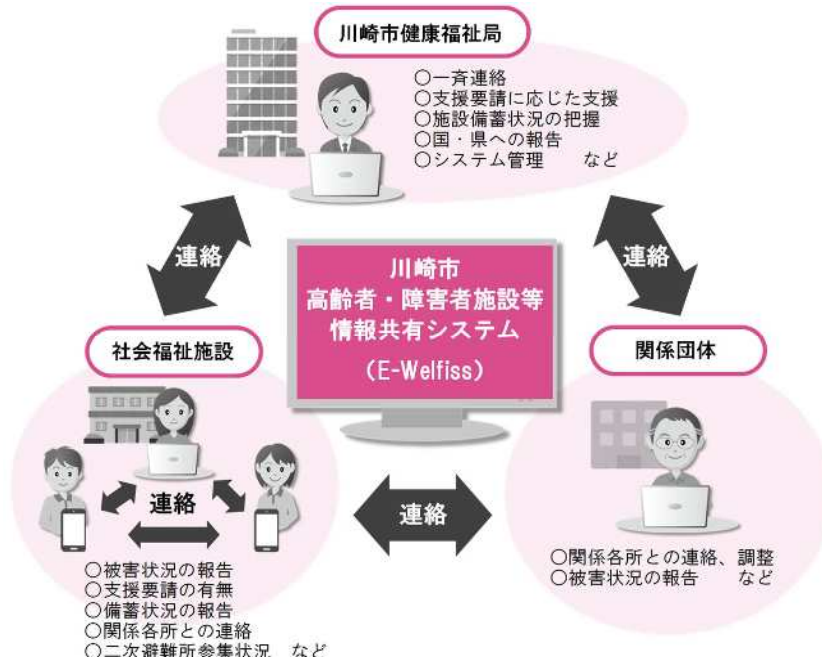 川崎市健康福祉局
○一斉連絡
○支援要請に応じた支援
○施設備蓄状況の把握
○国・県への報告
○システム管理　など
連絡
連絡
川崎市
高齢者・障害者施設等
情報共有システム
（E-Welfiss）
社会福祉施設
連絡
○被害状況の報告
○支援要請の有無
○備蓄状況の報告
○関係各所との連絡
○二次避難所参集状況　など
連絡
関係団体
○関係各所との連絡、調整
○被害状況の報告　など